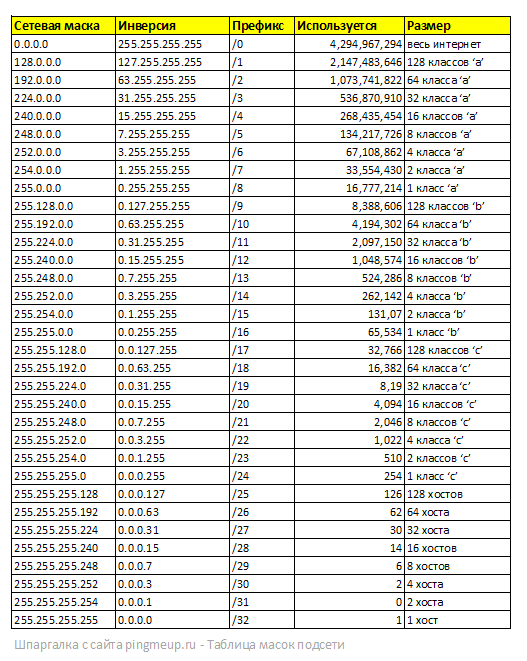 Сетевая маска Инверсия Префикс Используется Размер
0.0.0.0 255.255.255.255 /0 4,294,967,294 весь интернет
128.0.0.0 127.255.255.255 /1 2,147,483,646 128 классов ‘a’
192.0.0.0 63.255.255.255 /2 1,073,741,822 64 класса ‘a’
224.0.0.0 31.255.255.255 /3 536,870,910 32 класса ‘a’
240.0.0.0 15.255.255.255 /4 268,435,454 16 классов ‘a’
248.0.0.0 7.255.255.255 /5 134,217,726 8 классов ‘a’
252.0.0.0 3.255.255.255 /6 67,108,862 4 класса ‘a’
254.0.0.0 1.255.255.255 /7 33,554,430 2 класса ‘a’
255.0.0.0 0.255.255.255 /8 16,777,214 1 класс ‘a’
255.128.0.0 0.127.255.255 /9 8,388,606 128 классов ‘b’
255.192.0.0 0.63.255.255 /10 4,194,302 64 класса ‘b’
255.224.0.0 0.31.255.255 /11 2,097,150 32 класса ‘b’
255.240.0.0 0.15.255.255 /12 1,048,574 16 классов ‘b’
255.248.0.0 0.7.255.255 /13 524,286 8 классов ‘b’
255.252.0.0 0.3.255.255 /14 262,142 4 класса ‘b’
255.254.0.0 0.1.255.255 /15 131,07 2 класса ‘b’
255.255.0.0 0.0.255.255 /16 65,534 1 класс ‘b’
255.255.128.0 0.0.127.255 /17 32,766 128 классов ‘c’
255.255.192.0 0.0.63.255 /18 16,382 64 класса ‘c’
255.255.224.0 0.0.31.255 /19 8,19 32 класса ‘c’
255.255.240.0 0.0.15.255 /20 4,094 16 классов ‘c’
255.255.248.0 0.0.7.255 /21 2,046 8 классов ‘c’
255.255.252.0 0.0.3.255 /22 1,022 4 класса ‘c’
255.255.254.0 0.0.1.255 /23 510 2 классов ‘c’
255.255.255.0 0.0.0.255 /24 254 1 класс ‘c’
255.255.255.128 0.0.0.127 /25 126 128 хостов
255.255.255.192 0.0.0.63 /26 62 64 хоста
255.255.255.224 0.0.0.31 /27 30 32 хоста
255.255.255.240 0.0.0.15 /28 14 16 хостов
255.255.255.248 0.0.0.7 /29 6 8 хостов
255.255.255.252 0.0.0.3 /30 2 4 хоста
255.255.255.254 0.0.0.1 /31 0 2 хоста
255.255.255.255 0.0.0.0 /32 1 1 хост
Шпаргалка с сайта pingmeup.ru - Таблица масок подсети